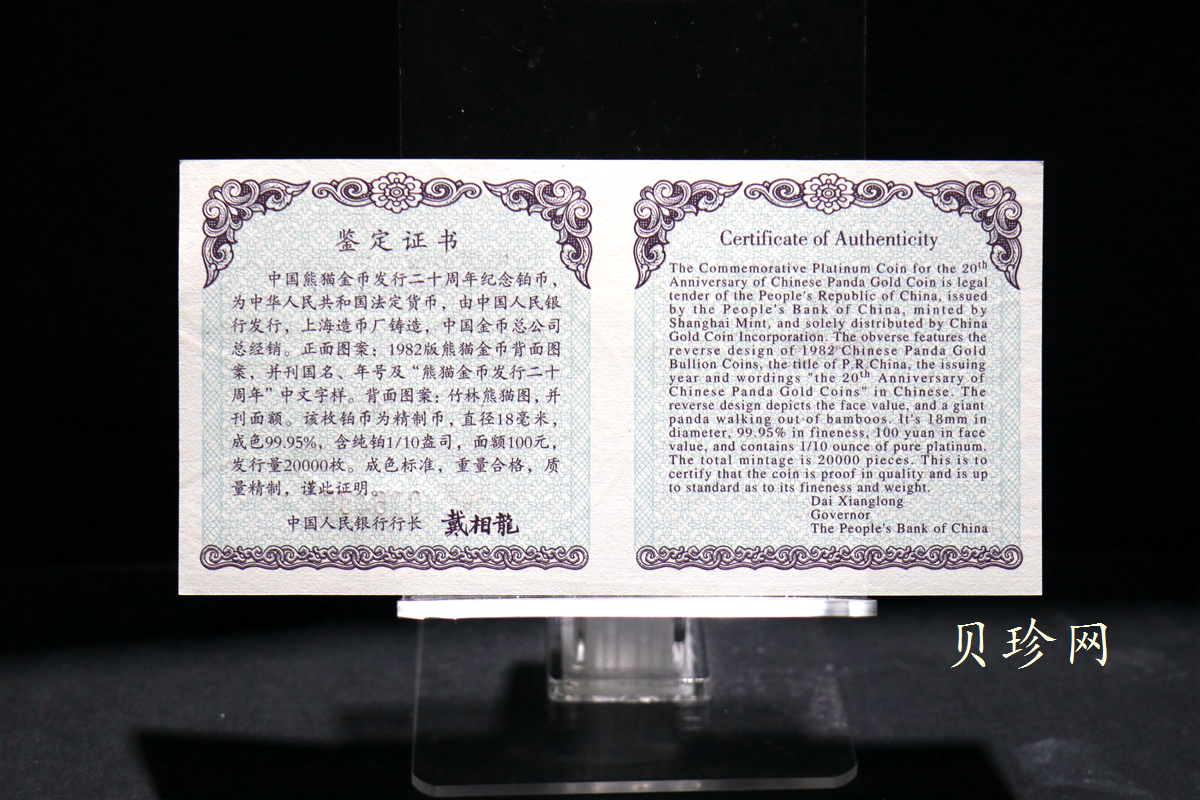 鉴定证书
中国熊猫金币发行二十周年纪念铂币，
为中华人民共和国法定货币，由中国人民银
行发行，上海造币厂铸造，中国金币总公司
总经销。正面图案：1982版熊猫金币背面图
案，并刊国名、年号及“熊猫金币发行二十
周年”中文字样。背面图案：竹林熊猫图，并
刊面额。该枚铂币为精制币，直径18毫米，
成色99.95%，含纯铂1/10盎司，面额100元，
发行量20000枚。成色标准，重量合格，质
量精制，谨此证明。
中国人民银行行长 戴相龍
Certificate of Authenticity
The Commemorative Platinum Coin for the 20th
Anniversary of Chinese Panda Gold Coin is legal
tender of the People's Republic of China, issued
by the People's Bank of China, minted by
Shanghai Mint, and solely distributed by China
Gold Coin Incorporation. The obverse features the
reverse design of 1982 Chinese Panda Gold
Bullion Coins, the title of P.R.China, the issuing
year and wordings "the 20th Anniversary of
Chinese Panda Gold Coins" in Chinese. The
reverse design depicts the face value, and a giant
panda walking out of bamboos. It's 18mm in
diameter, 99.95% in fineness, 100 yuan in face
value, and contains 1/10 ounce of pure platinum.
The total mintage is 20000 pieces. This is to
certify that the coin is proof in quality and is up
to standard as to its fineness and weight.
Dai Xianglong
Governor
The People's Bank of China
贝珍网